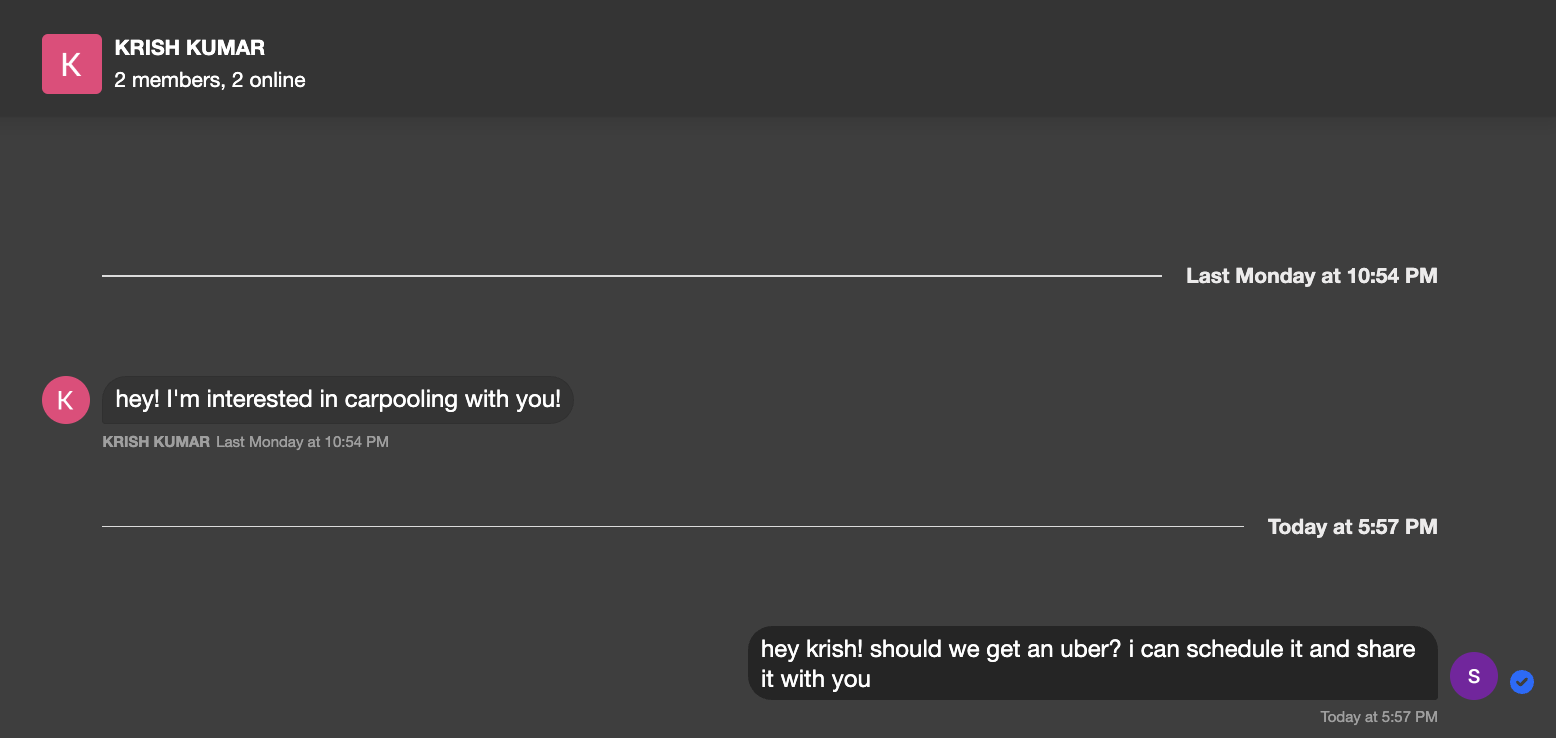 K
KRISH KUMAR
2 members, 2 online
Last Monday at 10:54 PM
K
hey! I'm interested in carpooling with you!
KRISH KUMAR Last Monday at 10:54 PM
Today at 5:57 PM
hey krish! should we get an uber? i can schedule it and share
it with you
S
Today at 5:57 PM